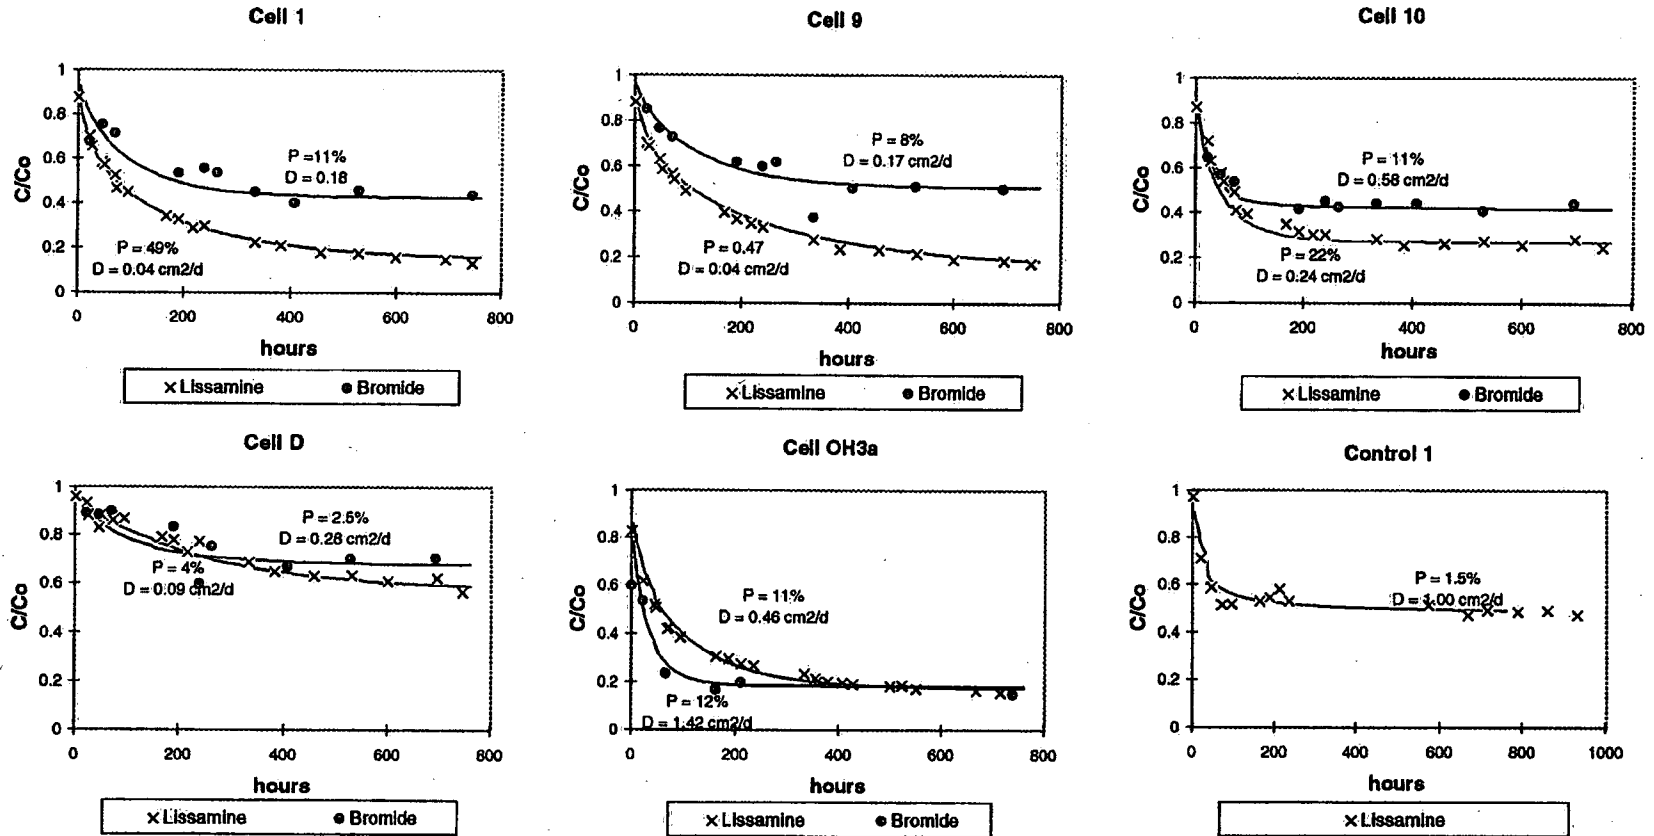 Cell 1
1
0.8
0.6
0.4
0.2
0
C/Co
P =11%
D = 0.18
P = 49%
D = 0.04 cm2/d
0 200 400 600 800
hours
×Lissamine ●Bromide
Cell 9
1
0.8
0.6
0.4
0.2
0
C/Co
P = 8%
D = 0.17 cm2/d
P = 0.47
D = 0.04 cm2/d
0 200 400 600 800
hours
×Lissamine ● Bromide
Cell 10
1
0.8
0.6
0.4
0.2
0
C/Co
P = 11%
D = 0.58 cm2/d
P = 22%
D = 0.24 cm2/d
0 200 400 600 800
hours
×Lissamine ● Bromide
Cell D
1
0.8
0.6
0.4
0.2
0
C/Co
P = 2.5%
D = 0.28 cm2/d
P = 4%
D = 0.09 cm2/d
0 200 400 600 800
hours
×Lissamine ● Bromide
Cell OH3a
1
0.8
0.6
0.4
0.2
0
C/Co
P = 11%
D = 0.46 cm2/d
P = 12%
D = 1.42 cm2/d
0 200 400 600 800
hours
×Lissamine ●Bromide
Control 1
1
0.8
0.6
0.4
0.2
0
C/Co
P = 1.5%
D = 1.00 cm2/d
0 200 400 600 800 1000
hours
×Lissamine